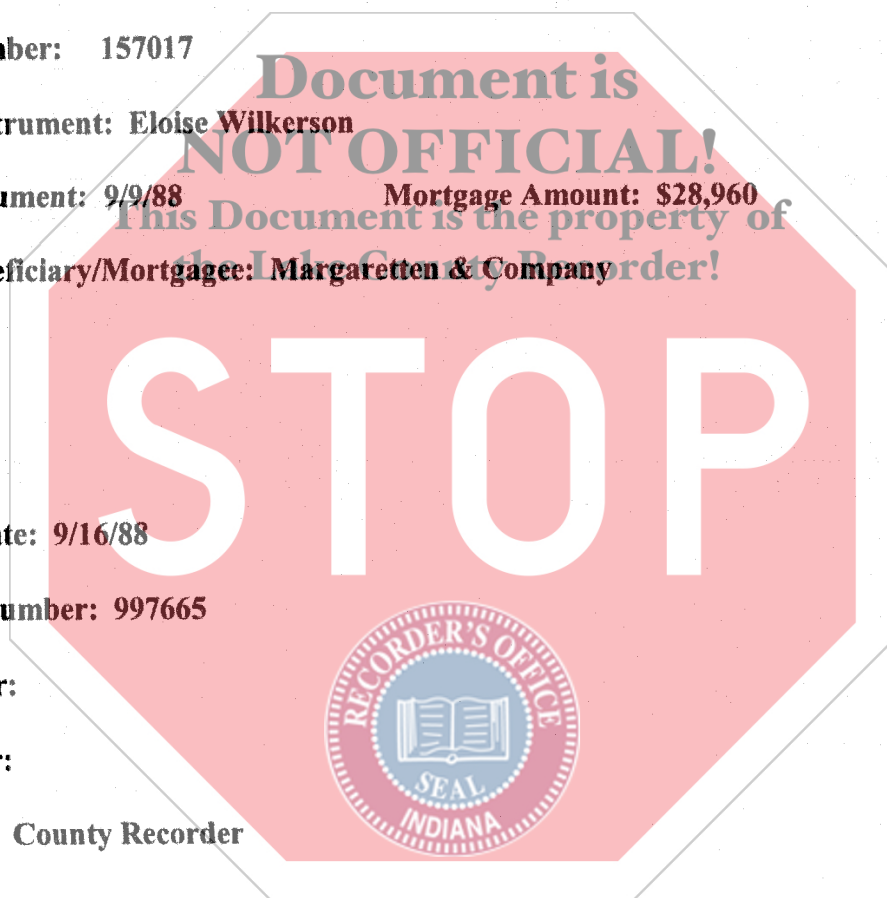 mber: 157017
Document is
trument: Eloise Wilkerson
NOT OFFICIAL!
ument: 9/9/88 Mortgage Amount: $28,960
This Document is the property of
eficiary/Mortgagee: Margaretten & Company
the Lake County Recorder!
STOP
ate: 9/16/88
umber: 997665
r:
r:
County Recorder
RECORDER'S OFFICE
SEAL
INDIANA